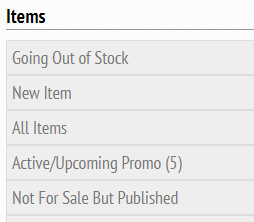 Items
Going Out of Stock
New Item
All Items
Active/Upcoming Promo (5)
Not For Sale But Published